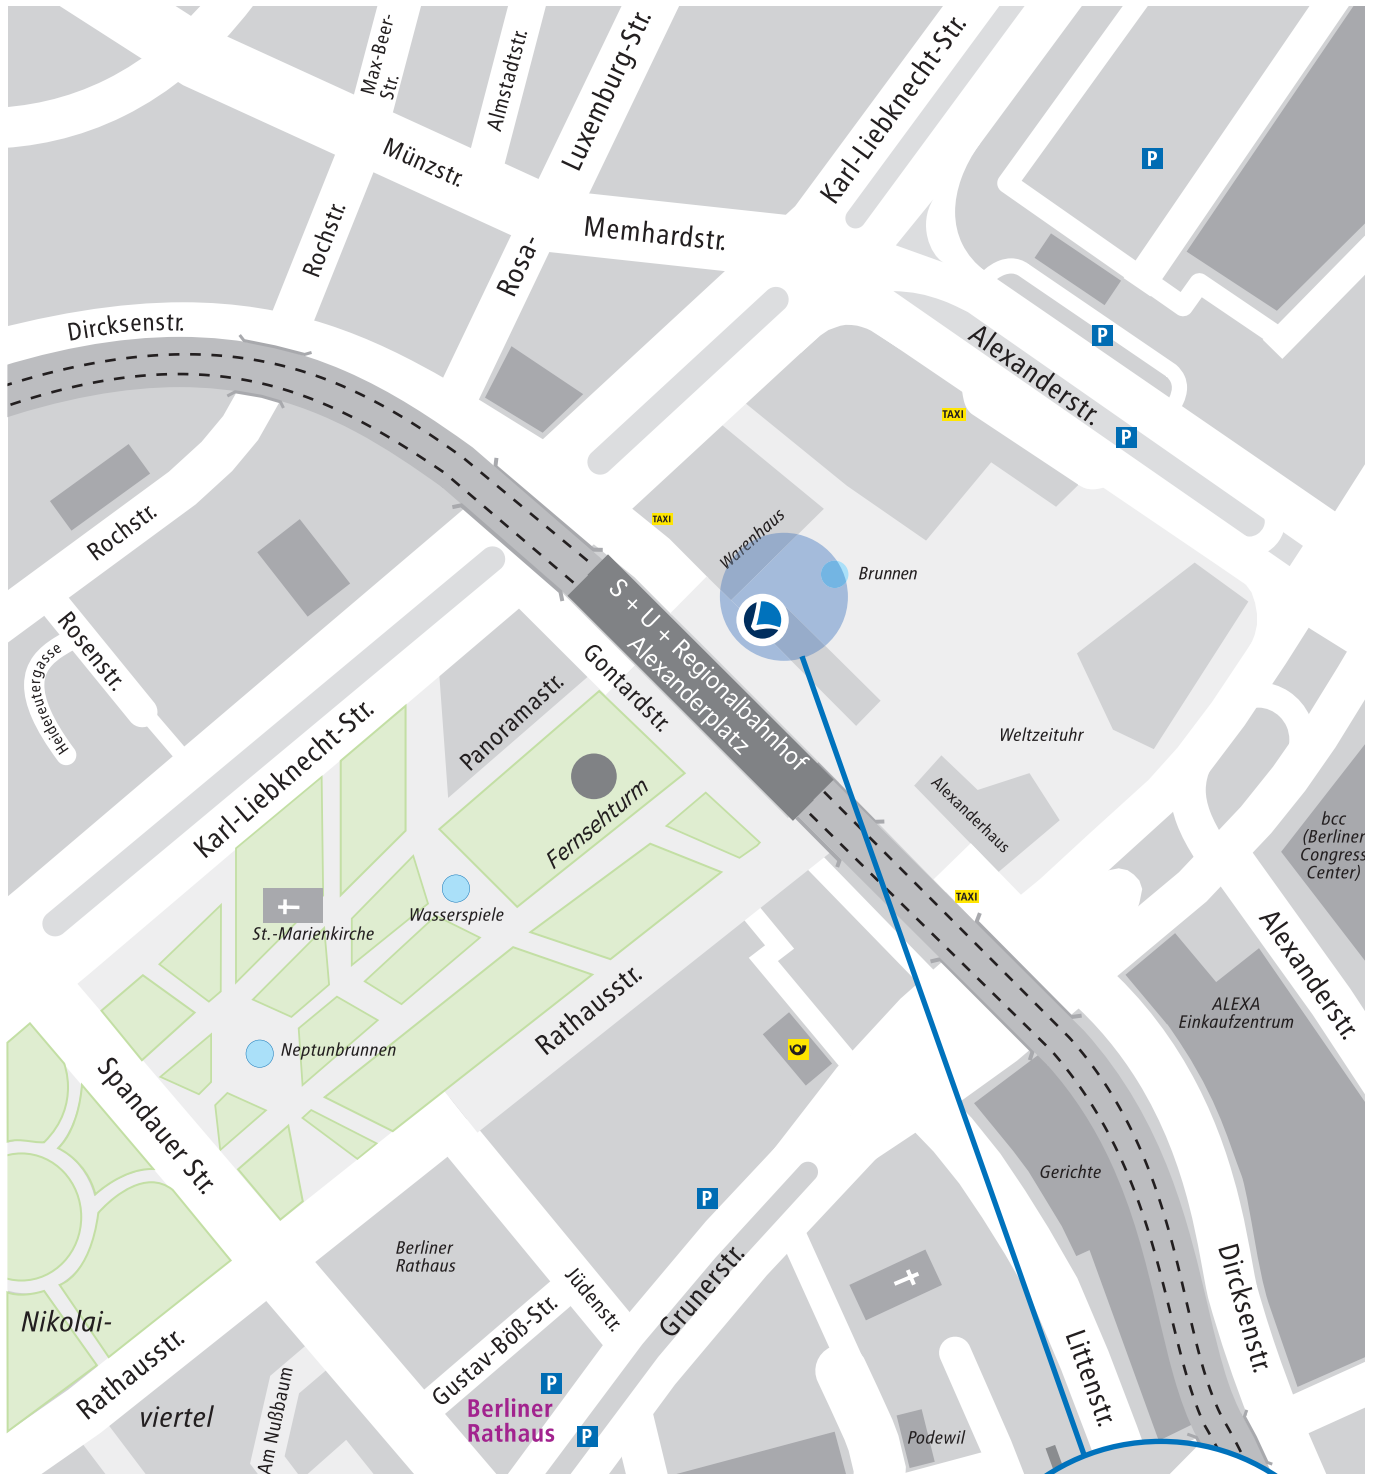 Max-Beer-
Str.
Almstadtstr.
Luxemburg-Str.
Karl-Liebknecht-Str.
Münzstr.
P
Rochstr.
Rosa-
Memhardstr.
Dircksenstr.
P
Alexanderstr.
TAXI
P
Rochstr.
TAXI
Warenhaus
Brunnen
S + U + Regionalbahnhof
Alexanderplatz
Rosenstr.
Heidereutergasse
Gontardstr.
Panoramastr.
Karl-Liebknecht-Str.
Weltzeituhr
Fernsehturm
Alexanderhaus
bcc
(Berliner
Congress
Center)
Wasserspiele
St.-Marienkirche
TAXI
Alexanderstr.
Rathausstr.
ALEXA
Einkaufzentrum
Neptunbrunnen
Spandauer Str.
Gerichte
P
Berliner
Rathaus
Jüdenstr.
Grunerstr.
Dircksenstr.
Nikolai-
Rathausstr.
Gustav-Böß-Str.
Littenstr.
viertel
Am Nußbaum
P
Berliner
Rathaus
P
Podewil